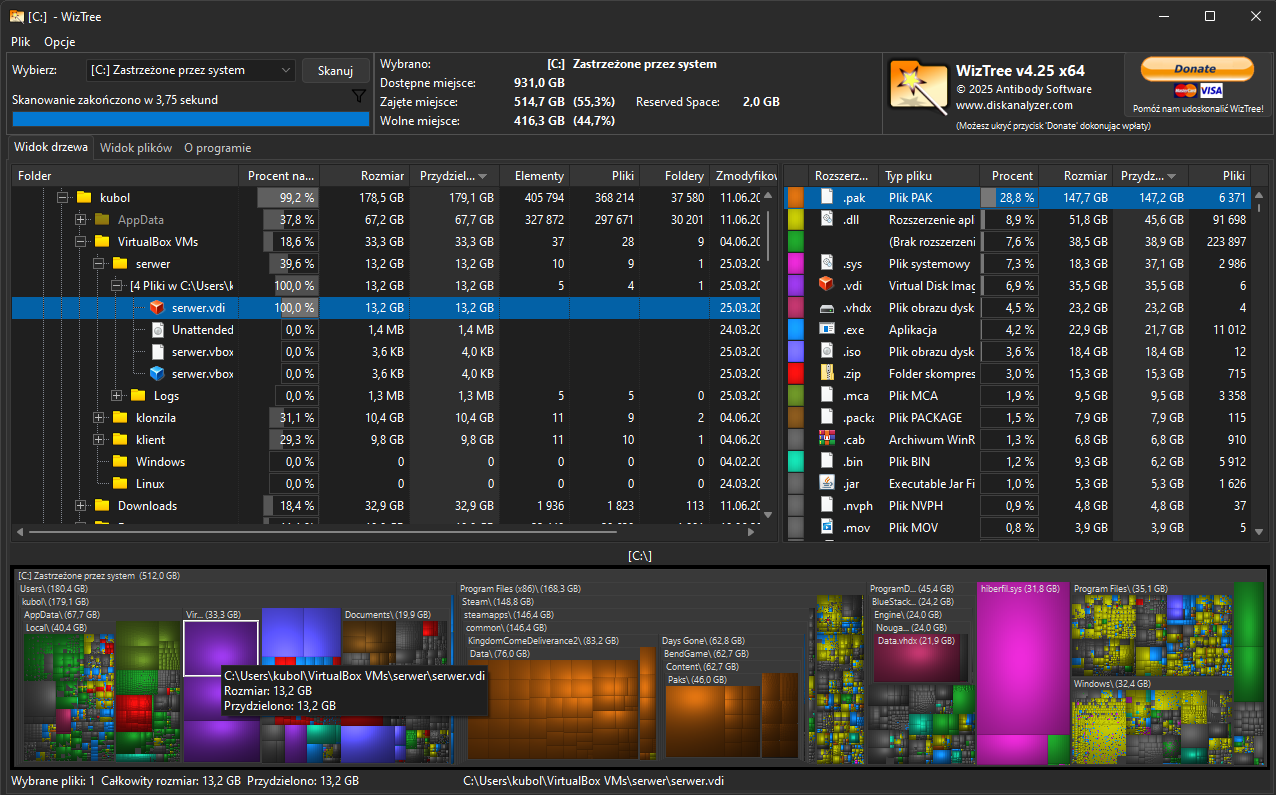 [C:] - WizTree
Plik Opcje
Wybierz: [C:] Zastrzeżone przez system Skanuj
Skanowanie zakończono w 3,75 sekund
Wybrano: [C:] Zastrzeżone przez system
Dostępne miejsce: 931,0 GB
Zajęte miejsce: 514,7 GB (55,3%) Reserved Space: 2,0 GB
Wolne miejsce: 416,3 GB (44,7%)
WizTree v4.25 x64
© 2025 Antibody Software
www.diskanalyzer.com
(Możesz ukryć przycisk 'Donate' dokonując wpłaty)
Donate
MasterCard VISA
Pomóż nam udoskonalić WizTree!
Widok drzewa Widok plików O programie
Folder Procent na... Rozmiar Przydziel... Elementy Pliki Foldery Zmodyfikov
kubol 99,2 % 178,5 GB 179,1 GB 405 794 368 214 37 580 11.06.20
AppData 37,8 % 67,2 GB 67,7 GB 327 872 297 671 30 201 11.06.20
VirtualBox VMs 18,6 % 33,3 GB 33,3 GB 37 28 9 04.06.20
serwer 39,6 % 13,2 GB 13,2 GB 10 9 1 25.03.20
[4 Pliki w C:\Users\k 100,0 % 13,2 GB 13,2 GB 5 4 1 25.03.20
serwer.vdi 100,0 % 13,2 GB 13,2 GB 25.03.20
Unattended 0,0 % 1,4 MB 1,4 MB 24.03.20
serwer.vbox 0,0 % 3,6 KB 4,0 KB 25.03.20
serwer.vbox 0,0 % 3,6 KB 4,0 KB 25.03.20
Logs 0,0 % 1,3 MB 1,3 MB 5 5 0 25.03.20
klonzila 31,1 % 10,4 GB 10,4 GB 11 9 2 04.06.20
klient 29,3 % 9,8 GB 9,8 GB 11 10 1 04.06.20
Windows 0,0 % 0 0 0 0 0 04.02.20
Linux 0,0 % 0 0 0 0 0 25.03.20
Downloads 18,4 % 32,9 GB 32,9 GB 1 936 1 823 113 11.06.20
Rozszerz... Typ pliku Procent Rozmiar Przydz... Pliki
.pak Plik PAK 28,8 % 147,7 GB 147,2 GB 6 371
.dll Rozszerzenie apl 8,9 % 51,8 GB 45,6 GB 91 698
(Brak rozszerzeni 7,6 % 38,5 GB 38,9 GB 223 897
.sys Plik systemowy 7,3 % 18,3 GB 37,1 GB 2 986
.vdi Virtual Disk Imag 6,9 % 35,5 GB 35,5 GB 6
.vhdx Plik obrazu dysk 4,5 % 23,2 GB 23,2 GB 4
.exe Aplikacja 4,2 % 22,9 GB 21,7 GB 11 012
.iso Plik obrazu dysk 3,6 % 18,4 GB 18,4 GB 12
.zip Folder skompres 3,0 % 15,3 GB 15,3 GB 715
.mca Plik MCA 1,9 % 9,5 GB 9,5 GB 3 358
.packa Plik PACKAGE 1,5 % 7,9 GB 7,9 GB 115
.cab Archiwum WinR 1,3 % 6,8 GB 6,8 GB 910
.bin Plik BIN 1,2 % 9,3 GB 6,2 GB 5 912
.jar Executable Jar Fi 1,0 % 5,3 GB 5,3 GB 1 626
.nvph Plik NVPH 0,9 % 4,8 GB 4,8 GB 37
.mov Plik MOV 0,8 % 3,9 GB 3,9 GB 5
[C:\]
[C:] Zastrzeżone przez system (512,0 GB)
Users\ (180,4 GB)
kubol\ (179,1 GB)
AppData\ (67,7 GB) Vir... (33,3 GB) Documents\ (19,9 GB)
Local\ (40,4 GB)
Program Files (x86)\ (168,3 GB)
Steam\ (148,8 GB)
steamapps\ (146,4 GB)
common\ (146,4 GB)
KingdomComeDeliverance2\ (83,2 GB)
Data\ (76,0 GB)
Days Gone\ (62,8 GB)
BendGame\ (62,7 GB)
Content\ (62,7 GB)
Paks\ (46,0 GB)
ProgramD... (45,4 GB)
BlueStack... (24,2 GB)
Engine\ (24,0 GB)
Nouga... (24,0 GB)
Data.vhdx (21,9 GB)
hiberfil.sys (31,8 GB)
Program Files\ (35,1 GB)
Windows\ (32,4 GB)
C:\Users\kubol\VirtualBox VMs\serwer\serwer.vdi
Rozmiar: 13,2 GB
Przydzielono: 13,2 GB
Wybrane pliki: 1 Całkowity rozmiar: 13,2 GB Przydzielono: 13,2 GB C:\Users\kubol\VirtualBox VMs\serwer\serwer.vdi